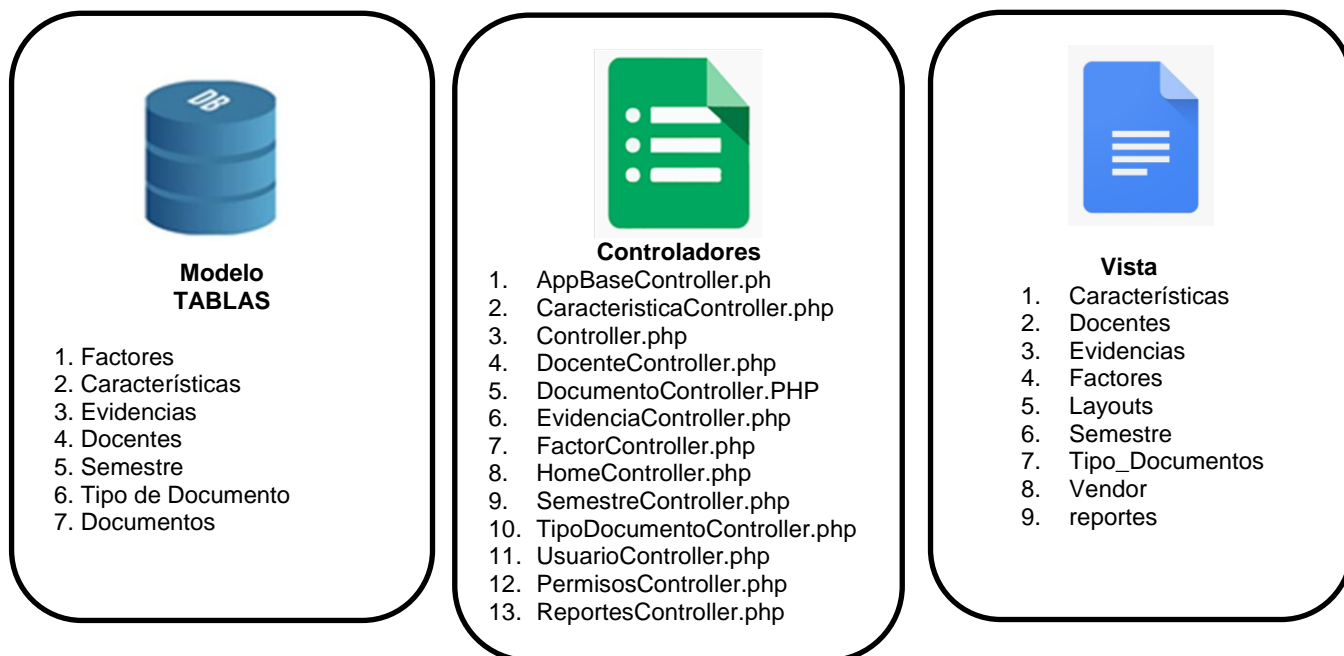 DB
Modelo
TABLAS
1. Factores
2. Características
3. Evidencias
4. Docentes
5. Semestre
6. Tipo de Documento
7. Documentos
Controladores
1. AppBaseController.ph
2. CaracteristicaController.php
3. Controller.php
4. DocenteController.php
5. DocumentoController.PHP
6. EvidenciaController.php
7. FactorController.php
8. HomeController.php
9. SemestreController.php
10. TipoDocumentoController.php
11. UsuarioController.php
12. PermisosController.php
13. ReportesController.php
Vista
1. Características
2. Docentes
3. Evidencias
4. Factores
5. Layouts
6. Semestre
7. Tipo_Documentos
8. Vendor
9. reportes